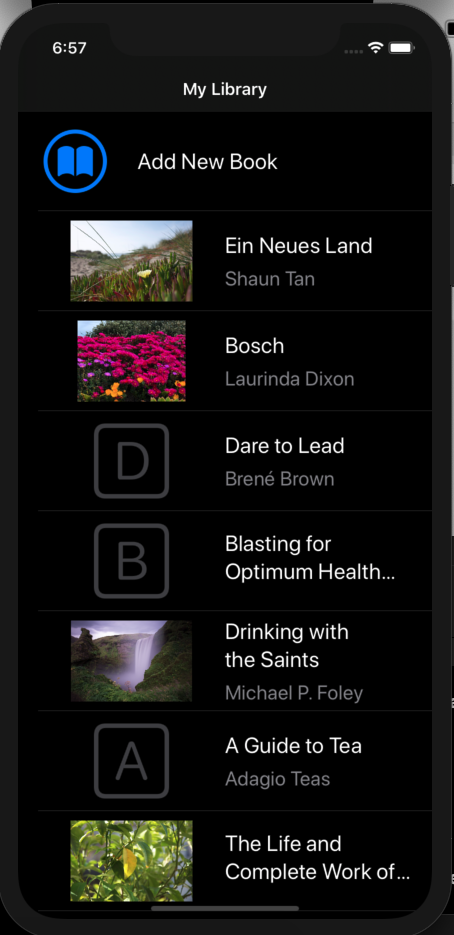 6:57
My Library
Add New Book
Ein Neues Land
Shaun Tan
Bosch
Laurinda Dixon
D
Dare to Lead
Brené Brown
B
Blasting for
Optimum Health...
Drinking with
the Saints
Michael P. Foley
A
A Guide to Tea
Adagio Teas
The Life and
Complete Work of...